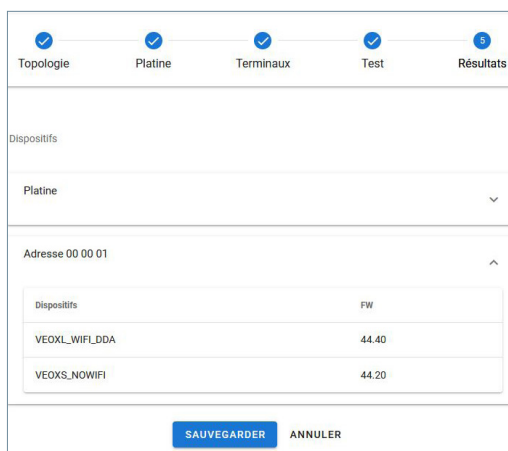 5
Topologie Platine Terminaux Test Résultats
Dispositifs
Platine
Adresse 00 00 01
Dispositifs FW
VEOXL_WIFI_DDA 44.40
VEOXS_NOWIFI 44.20
SAUVEGARDER ANNULER